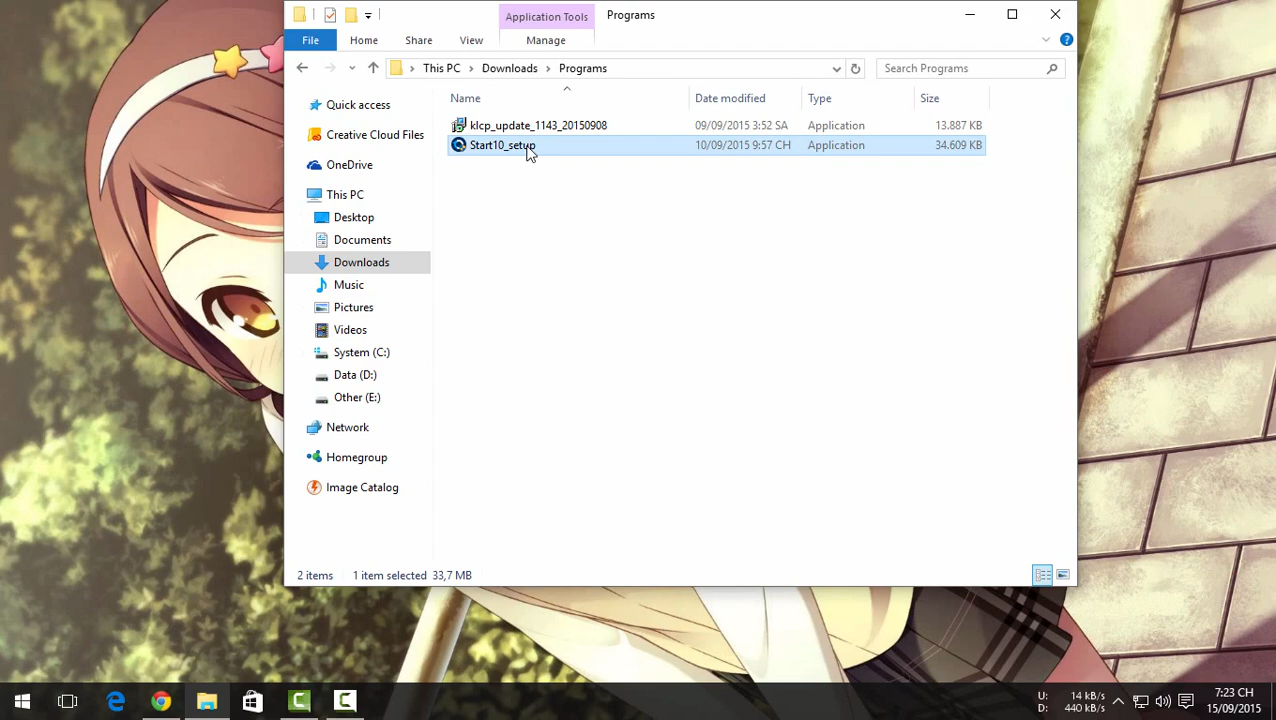 Application Tools
Programs
File
Home
Share
View
Manage
This PC
Downloads
Programs
Search Programs
Name
Date modified
Type
Size
klcp_update_1143_20150908
09/09/2015 3:52 SA
Application
13.887 KB
Start10_setup
10/09/2015 9:57 CH
Application
34.609 KB
Quick access
Creative Cloud Files
OneDrive
This PC
Desktop
Documents
Downloads
Music
Pictures
Videos
System (C:)
Data (D:)
Other (E:)
Network
Homegroup
Image Catalog
2 items
1 item selected 33,7 MB
U: 14 kB/s
D: 440 kB/s
7:23 CH
15/09/2015